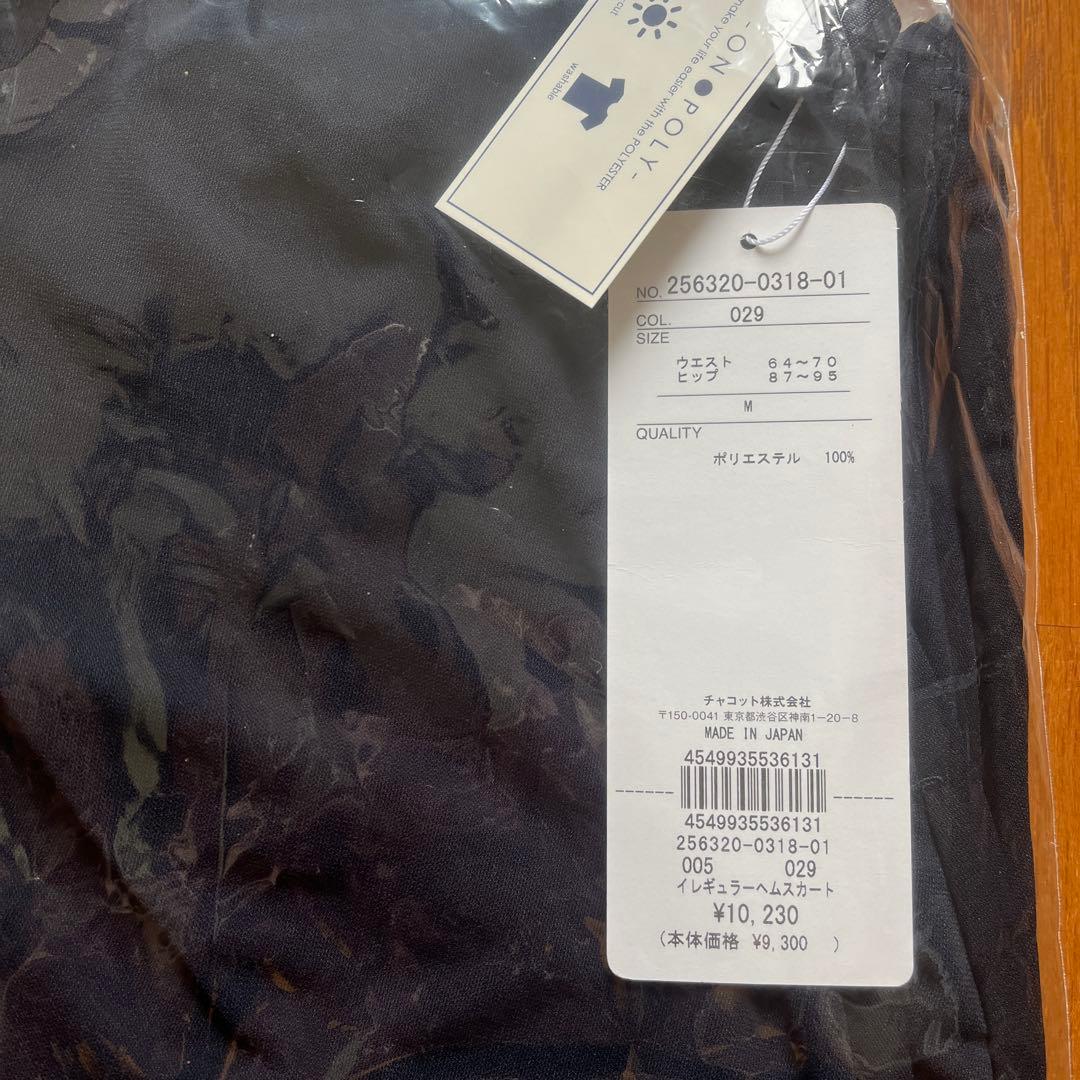 -cut
washable
make your life easier with the POLYESTER
- ON●POLY -
NO. 256320-0318-01
COL. 029
SIZE
ウエスト 64～70
ヒップ 87～95
M
QUALITY
ポリエステル 100%
チャコット株式会社
〒150-0041 東京都渋谷区神南1-20-8
MADE IN JAPAN
4549935536131
4549935536131
256320-0318-01
005 029
イレギュラーヘムスカート
¥10,230
(本体価格 ¥9,300 )